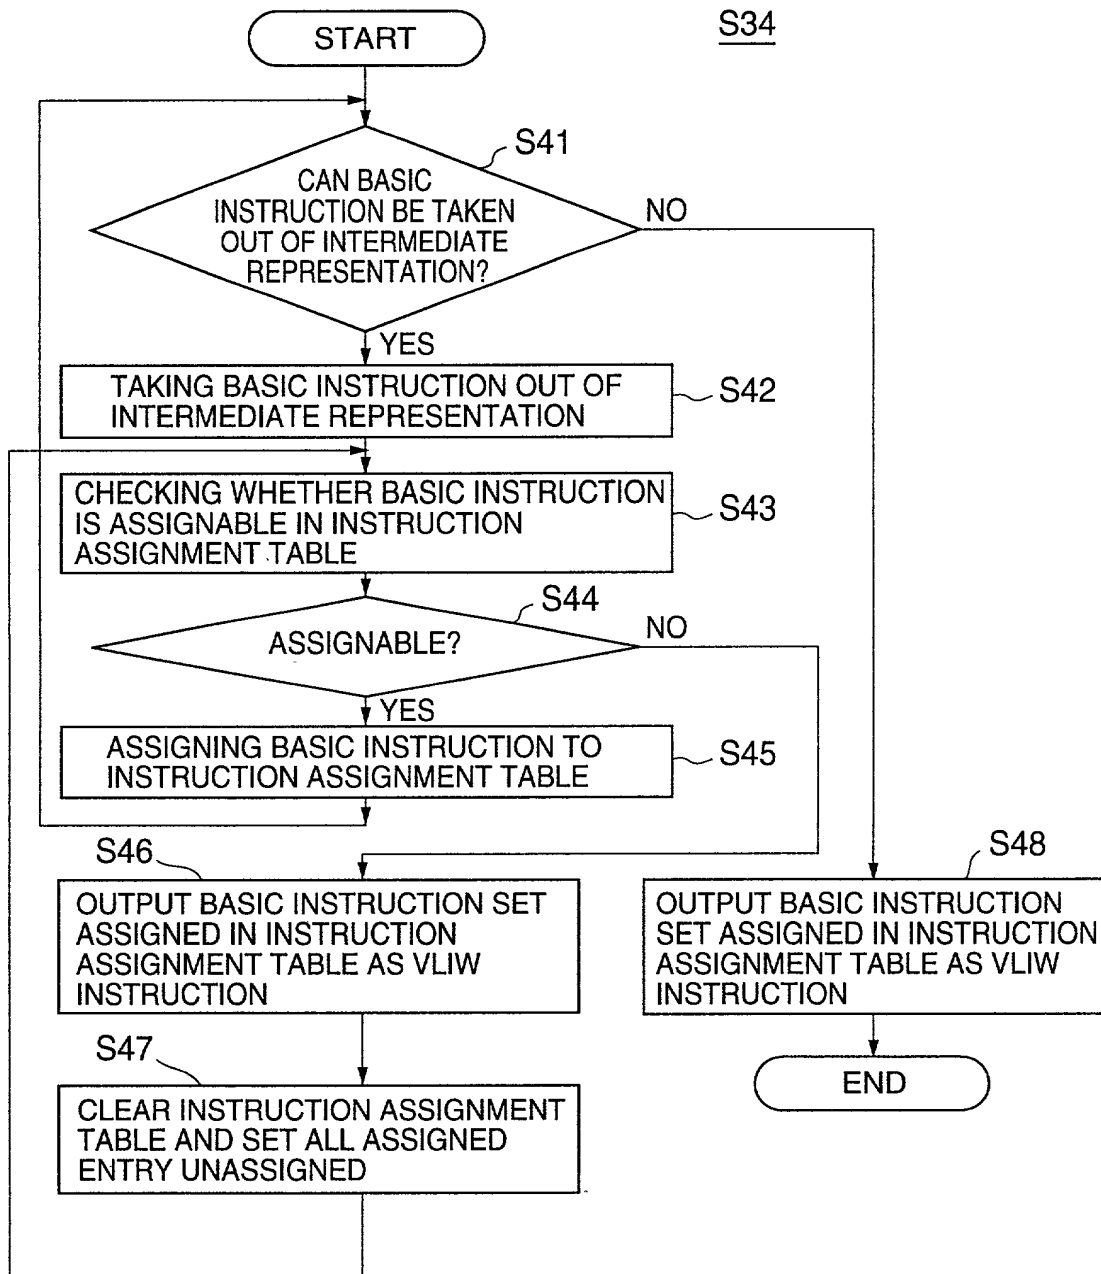 S34
START
S41
CAN BASIC
INSTRUCTION BE TAKEN
OUT OF INTERMEDIATE
REPRESENTATION?
NO
YES
TAKING BASIC INSTRUCTION OUT OF
INTERMEDIATE REPRESENTATION
S42
CHECKING WHETHER BASIC INSTRUCTION
IS ASSIGNABLE IN INSTRUCTION
ASSIGNMENT TABLE
S43
S44
ASSIGNABLE?
NO
YES
ASSIGNING BASIC INSTRUCTION TO
INSTRUCTION ASSIGNMENT TABLE
S45
S46
OUTPUT BASIC INSTRUCTION SET
ASSIGNED IN INSTRUCTION
ASSIGNMENT TABLE AS VLIW
INSTRUCTION
S48
OUTPUT BASIC INSTRUCTION
SET ASSIGNED IN INSTRUCTION
ASSIGNMENT TABLE AS VLIW
INSTRUCTION
S47
CLEAR INSTRUCTION ASSIGNMENT
TABLE AND SET ALL ASSIGNED
ENTRY UNASSIGNED
END